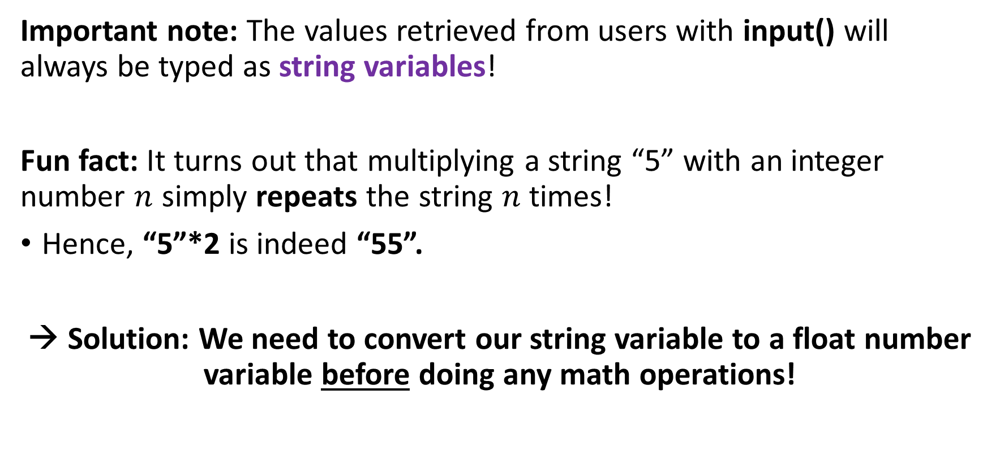 Important note: The values retrieved from users with input() will
always be typed as string variables!
Fun fact: It turns out that multiplying a string “5” with an integer
number 𝑛 simply repeats the string 𝑛 times!
• Hence, “5”*2 is indeed “55”.
→ Solution: We need to convert our string variable to a float number
variable before doing any math operations!